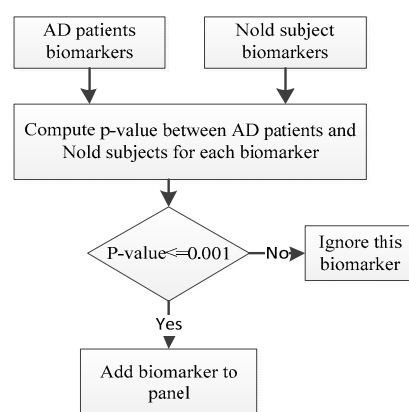 AD patients
biomarkers
Nold subject
biomarkers
Compute p-value between AD patients and
Nold subjects for each biomarker
P-value<=0.001
No
Ignore this
biomarker
Yes
Add biomarker to
panel